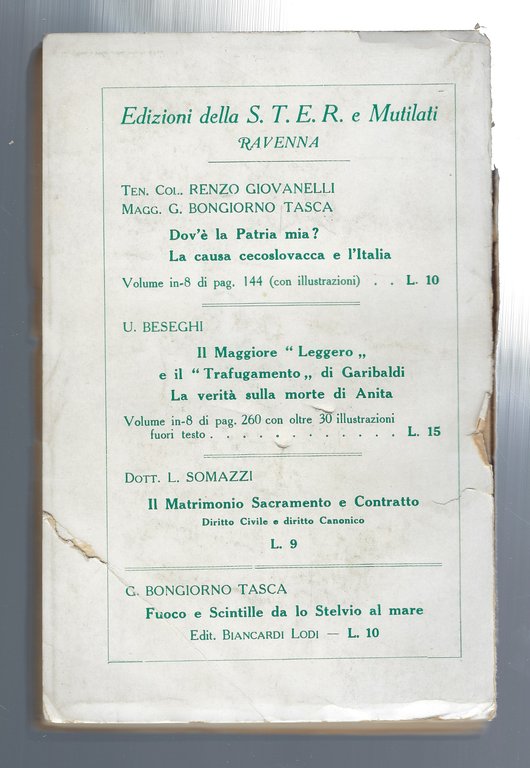 Edizioni della S. T. E. R. e Mutilati
RAVENNA
TEN. COL. RENZO GIOVANELLI
MAGG. G. BONGIORNO TASCA
Dov'è la Patria mia?
La causa cecoslovacca e l'Italia
Volume in-8 di pag. 144 (con illustrazioni) . . L. 10
U. BESEGHI
Il Maggiore “ Leggero „
e il “ Trafugamento „ di Garibaldi
La verità sulla morte di Anita
Volume in-8 di pag. 260 con oltre 30 illustrazioni
fuori testo . . . . . . . . . . . . . L. 15
DOTT. L. SOMAZZI
Il Matrimonio Sacramento e Contratto
Diritto Civile e diritto Canonico
L. 9
G. BONGIORNO TASCA
Fuoco e Scintille da lo Stelvio al mare
Edit. BIANCARDI LODI — L. 10